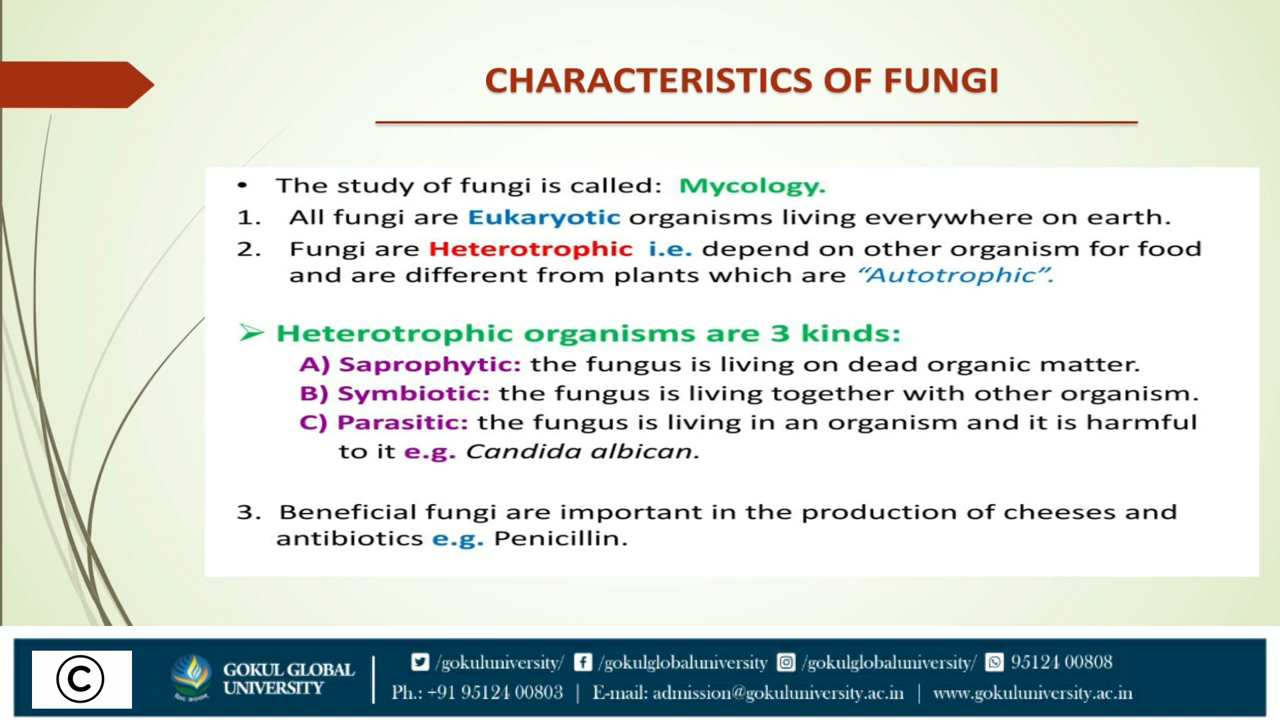 CHARACTERISTICS OF FUNGI
• The study of fungi is called: Mycology.
1. All fungi are Eukaryotic organisms living everywhere on earth.
2. Fungi are Heterotrophic i.e. depend on other organism for food
and are different from plants which are “Autotrophic”.
➢ Heterotrophic organisms are 3 kinds:
A) Saprophytic: the fungus is living on dead organic matter.
B) Symbiotic: the fungus is living together with other organism.
C) Parasitic: the fungus is living in an organism and it is harmful
to it e.g. Candida albican.
3. Beneficial fungi are important in the production of cheeses and
antibiotics e.g. Penicillin.
©
GOKUL GLOBAL
UNIVERSITY
/gokuluniversity/ /gokulglobaluniversity /gokulglobaluniversity/ 95124 00808
Ph.: +91 95124 00803 | E-mail: admission@gokuluniversity.ac.in | www.gokuluniversity.ac.in